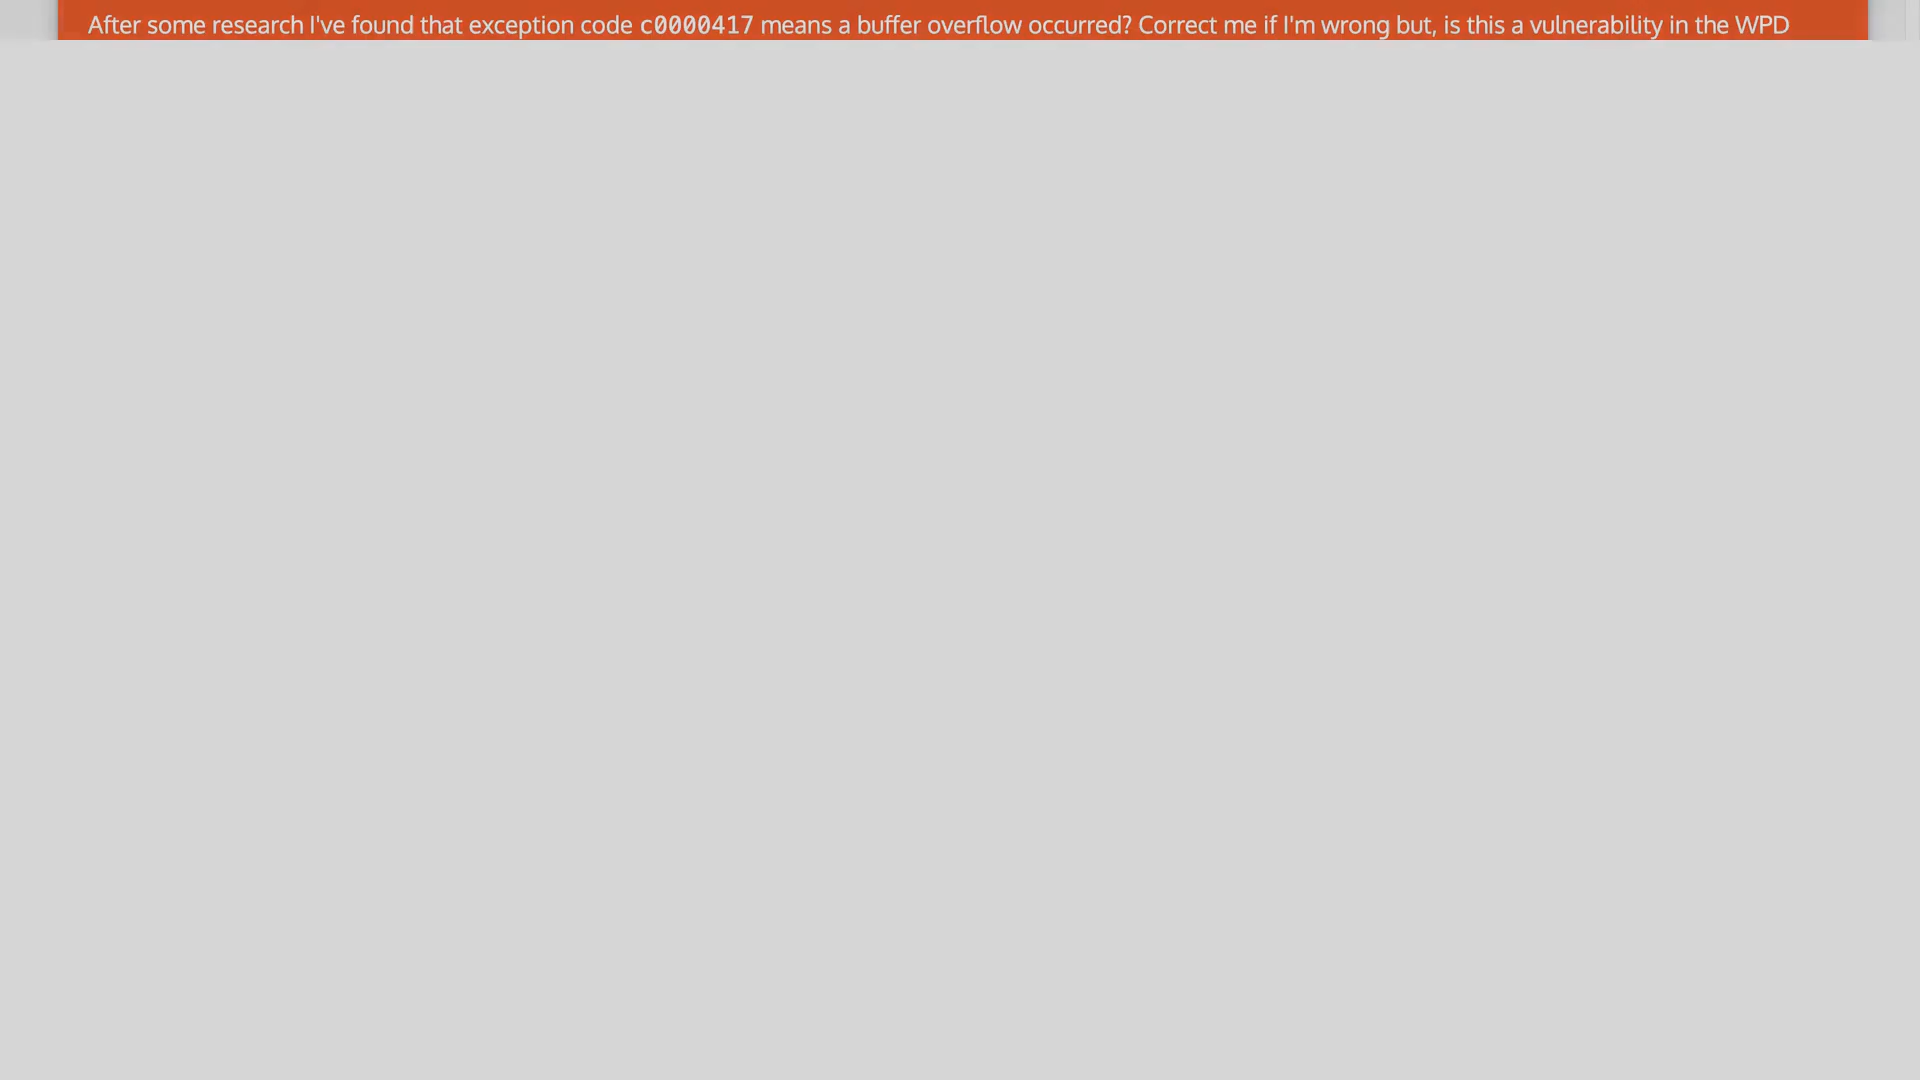 After some research I've found that exception code c0000417 means a buffer overflow occurred? Correct me if I'm wrong but, is this a vulnerability in the WPD